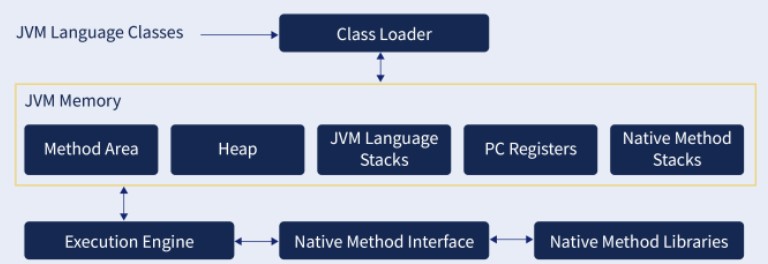 JVM Language Classes
Class Loader
JVM Memory
Method Area
Heap
JVM Language
Stacks
PC Registers
Native Method
Stacks
Execution Engine
Native Method Interface
Native Method Libraries